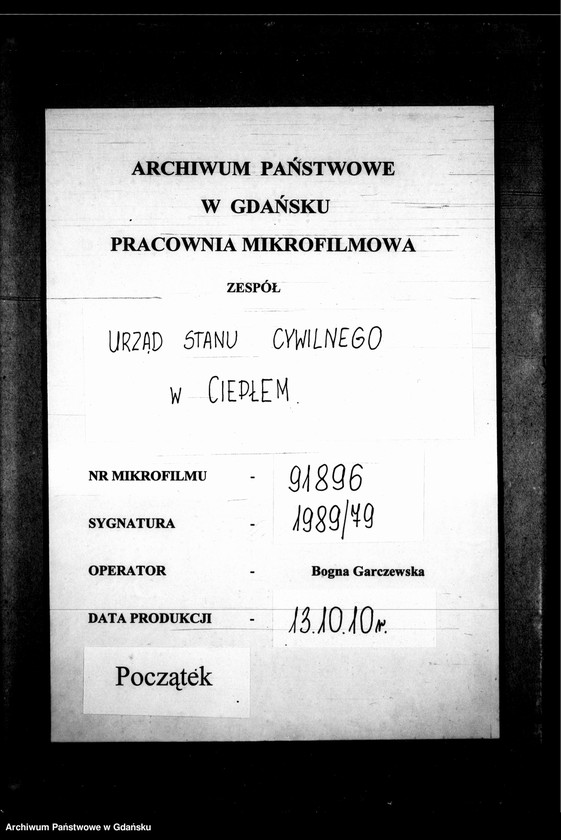 ARCHIWUM PAŃSTWOWE
W GDAŃSKU
PRACOWNIA MIKROFILMOWA
ZESPÓŁ
URZĄD STANU CYWILNEGO
W CIEPŁEM.
NR MIKROFILMU - 91896
SYGNATURA - 1989/79
OPERATOR - Bogna Garczewska
DATA PRODUKCJI - 13.10.10r.
Początek
Archiwum Państwowe w Gdańsku